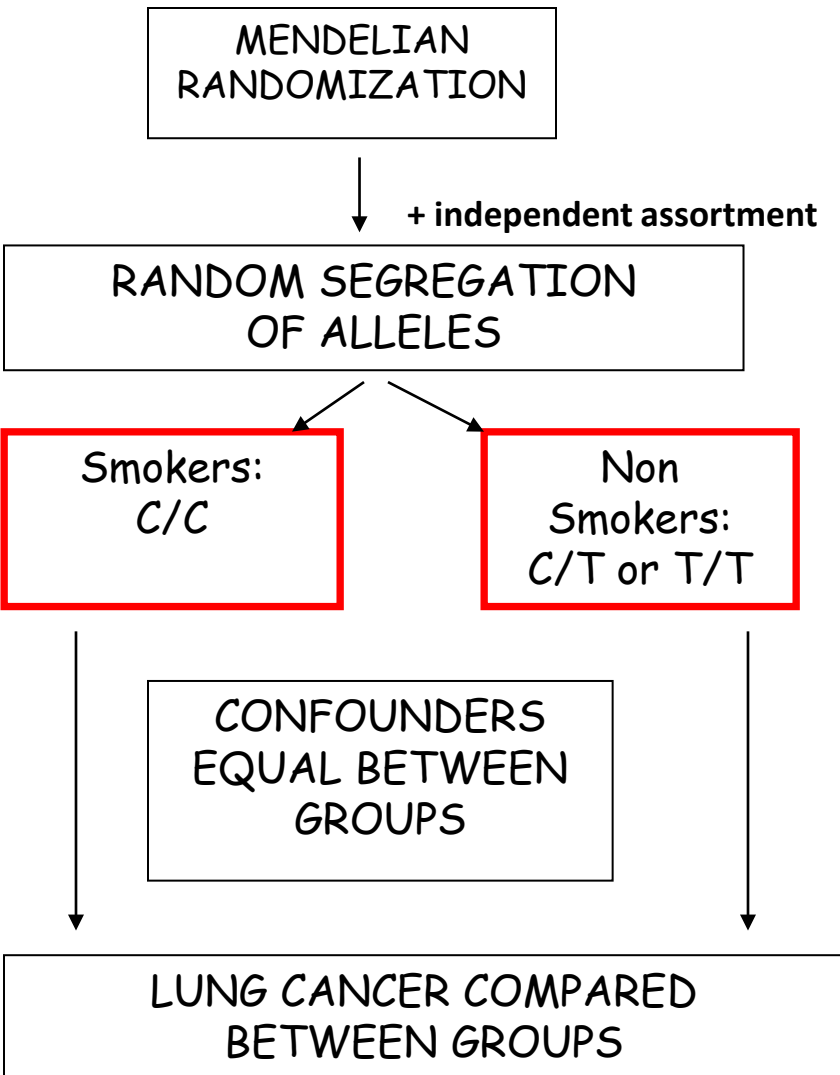 MENDELIAN
RANDOMIZATION
+ independent assortment
RANDOM SEGREGATION
OF ALLELES
Smokers:
C/C
Non
Smokers:
C/T or T/T
CONFOUNDERS
EQUAL BETWEEN
GROUPS
LUNG CANCER COMPARED
BETWEEN GROUPS